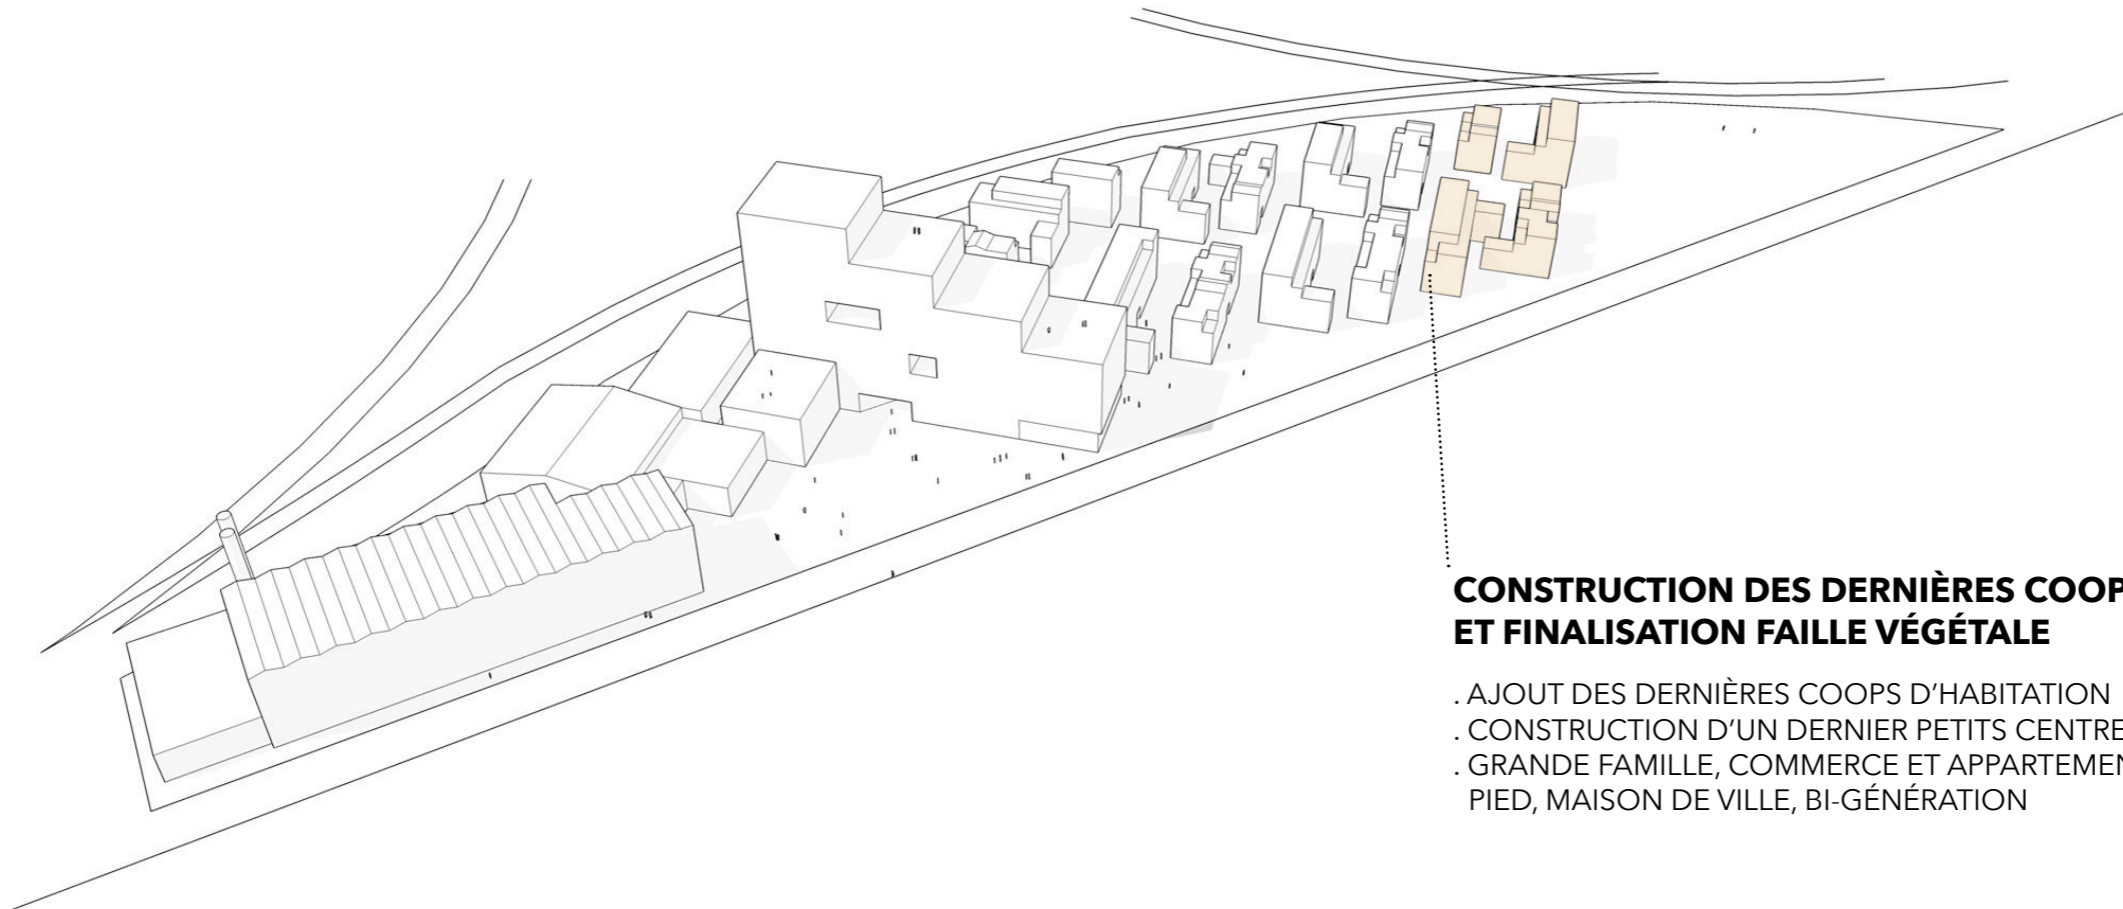 CONSTRUCTION DES DERNIÈRES COOP
ET FINALISATION FAILLE VÉGÉTALE
. AJOUT DES DERNIÈRES COOPS D’HABITATION
. CONSTRUCTION D’UN DERNIER PETITS CENTRE
. GRANDE FAMILLE, COMMERCE ET APPARTEMEN
PIED, MAISON DE VILLE, BI-GÉNÉRATION